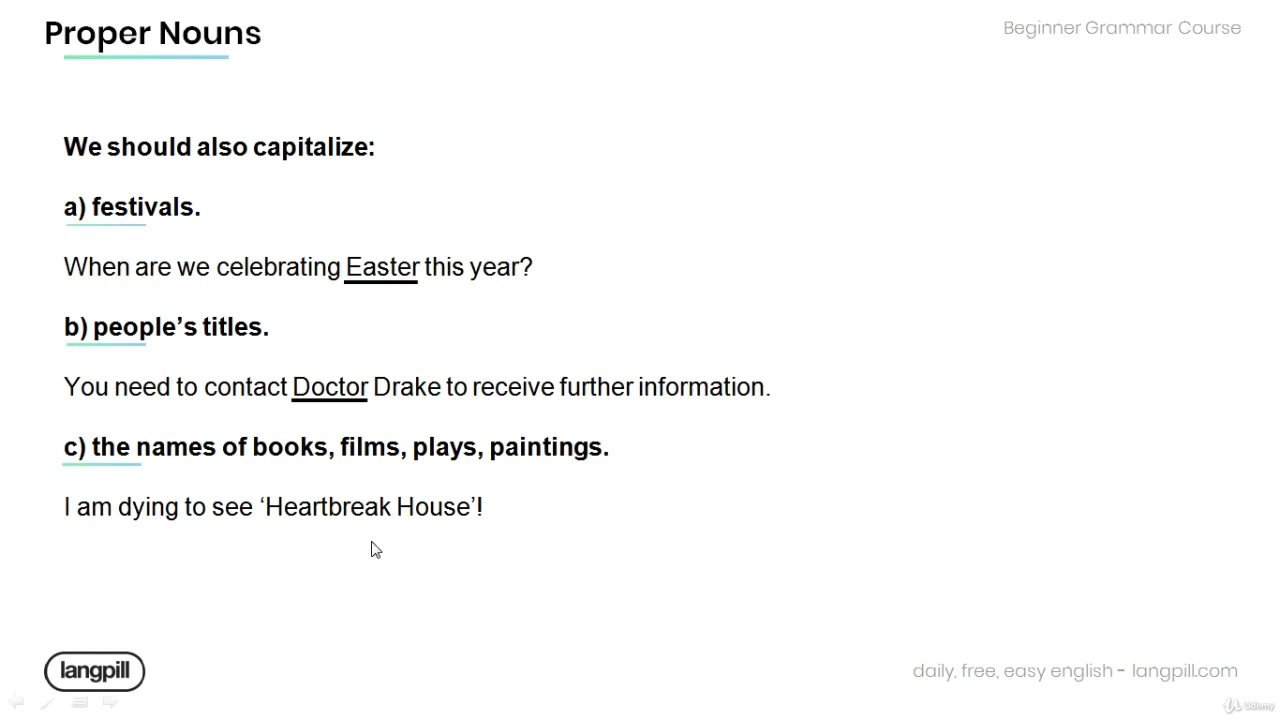 Proper Nouns
Beginner Grammar Course
We should also capitalize:
a) festivals.
When are we celebrating Easter this year?
b) people’s titles.
You need to contact Doctor Drake to receive further information.
c) the names of books, films, plays, paintings.
I am dying to see ‘Heartbreak House’!
langpill
daily, free, easy english - langpill.com
Udemy